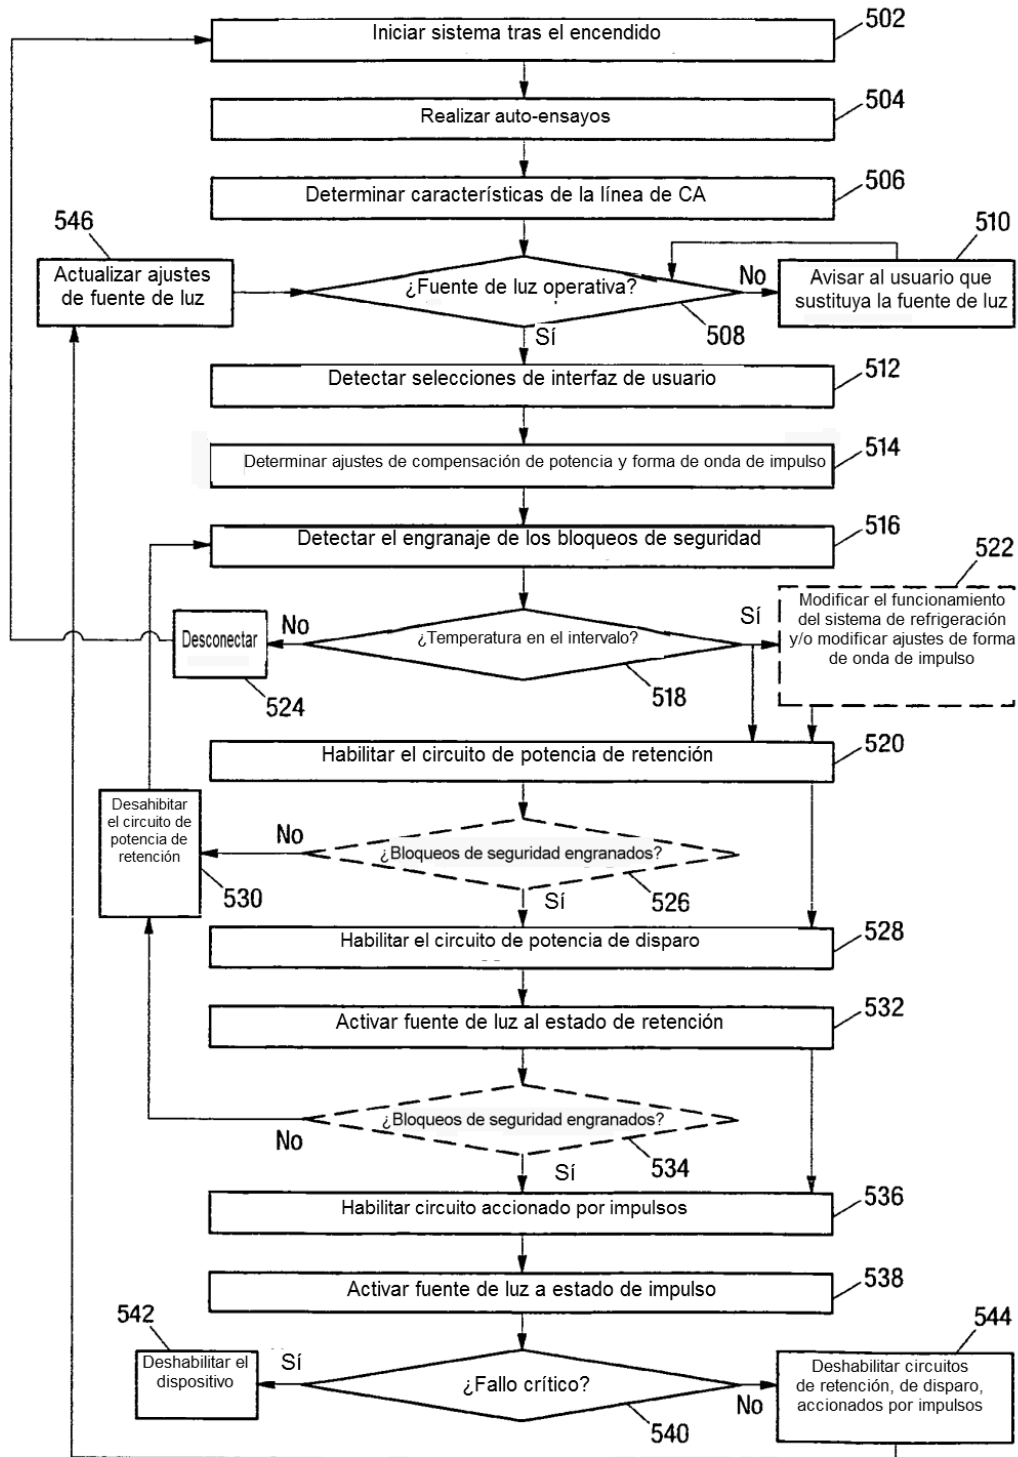 Iniciar sistema tras el encendido
502
Realizar auto-ensayos
504
Determinar características de la línea de CA
506
546
Actualizar ajustes
de fuente de luz
¿Fuente de luz operativa?
508
No
510
Avisar al usuario que
sustituya la fuente de luz
Sí
Detectar selecciones de interfaz de usuario
512
Determinar ajustes de compensación de potencia y forma de onda de impulso
514
Detectar el engranaje de los bloqueos de seguridad
516
522
Modificar el funcionamiento
del sistema de refrigeración
y/o modificar ajustes de forma
de onda de impulso
Desconectar
524
No
¿Temperatura en el intervalo?
518
Sí
Habilitar el circuito de potencia de retención
520
Desahibitar
el circuito de
potencia de
retención
530
No
¿Bloqueos de seguridad engranados?
526
Sí
Habilitar el circuito de potencia de disparo
528
Activar fuente de luz al estado de retención
532
¿Bloqueos de seguridad engranados?
No
534
Sí
Habilitar circuito accionado por impulsos
536
Activar fuente de luz a estado de impulso
538
542
Deshabilitar el
dispositivo
Sí
¿Fallo crítico?
540
No
544
Deshabilitar circuitos
de retención, de disparo,
accionados por impulsos